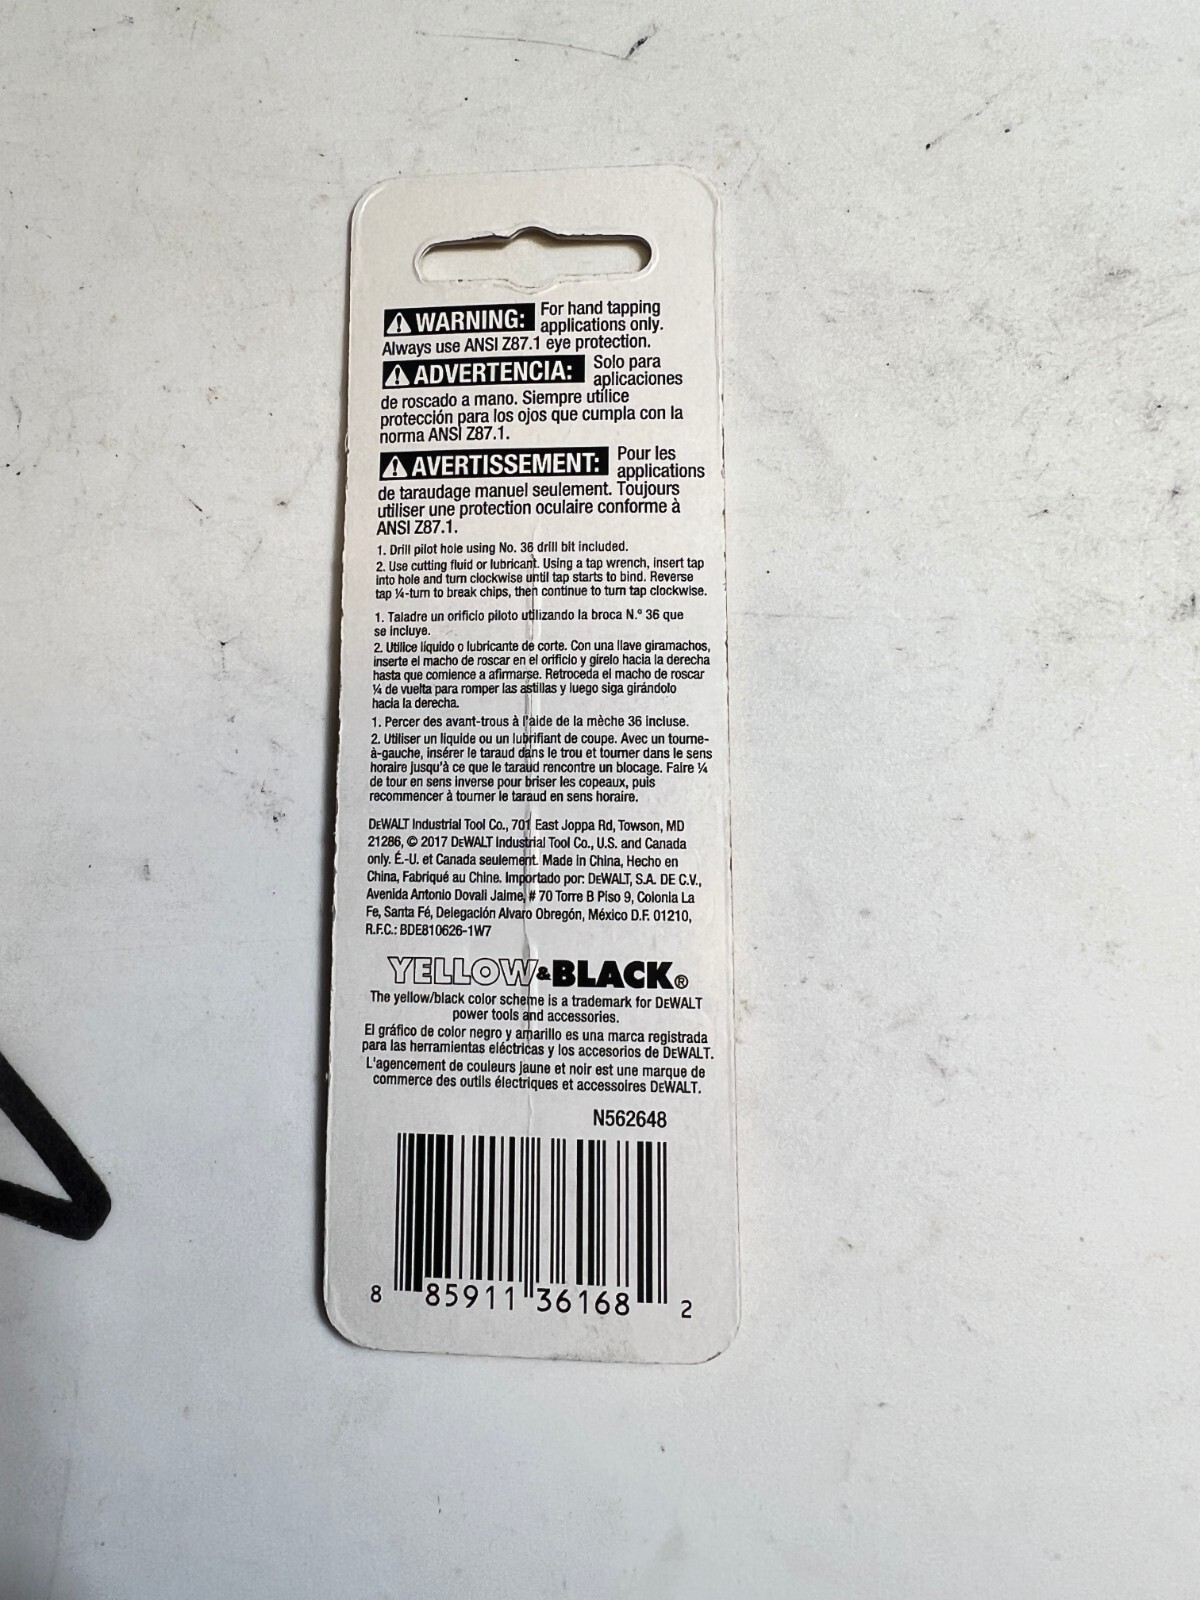 ⚠ WARNING: For hand tapping
applications only.
Always use ANSI Z87.1 eye protection.
⚠ ADVERTENCIA: Solo para
aplicaciones
de roscado a mano. Siempre utilice
protección para los ojos que cumpla con la
norma ANSI Z87.1.
⚠ AVERTISSEMENT: Pour les
applications
de taraudage manuel seulement. Toujours
utiliser une protection oculaire conforme à
ANSI Z87.1.
1. Drill pilot hole using No. 36 drill bit included.
2. Use cutting fluid or lubricant. Using a tap wrench, insert tap
into hole and turn clockwise until tap starts to bind. Reverse
tap ¼-turn to break chips, then continue to turn tap clockwise.
1. Taladre un orificio piloto utilizando la broca N.º 36 que
se incluye.
2. Utilice líquido o lubricante de corte. Con una llave giramachos,
inserte el macho de roscar en el orificio y gírelo hacia la derecha
hasta que comience a afirmarse. Retroceda el macho de roscar
¼ de vuelta para romper las astillas y luego siga girándolo
hacia la derecha.
1. Percer des avant-trous à l'aide de la mèche 36 incluse.
2. Utiliser un liquide ou un lubrifiant de coupe. Avec un tourne-
à-gauche, insérer le taraud dans le trou et tourner dans le sens
horaire jusqu'à ce que le taraud rencontre un blocage. Faire ¼
de tour en sens inverse pour briser les copeaux, puis
recommencer à tourner le taraud en sens horaire.
DEWALT Industrial Tool Co., 701 East Joppa Rd, Towson, MD
21286, © 2017 DEWALT Industrial Tool Co., U.S. and Canada
only. É.-U. et Canada seulement. Made in China, Hecho en
China, Fabriqué au Chine. Importado por: DEWALT, S.A. DE C.V.,
Avenida Antonio Dovali Jaime, # 70 Torre B Piso 9, Colonia La
Fe, Santa Fé, Delegación Alvaro Obregón, México D.F. 01210,
R.F.C.: BDE810626-1W7
YELLOW&BLACK®
The yellow/black color scheme is a trademark for DEWALT
power tools and accessories.
El gráfico de color negro y amarillo es una marca registrada
para las herramientas eléctricas y los accesorios de DEWALT.
L'agencement de couleurs jaune et noir est une marque de
commerce des outils électriques et accessoires DEWALT.
N562648
8 85911 36168 2